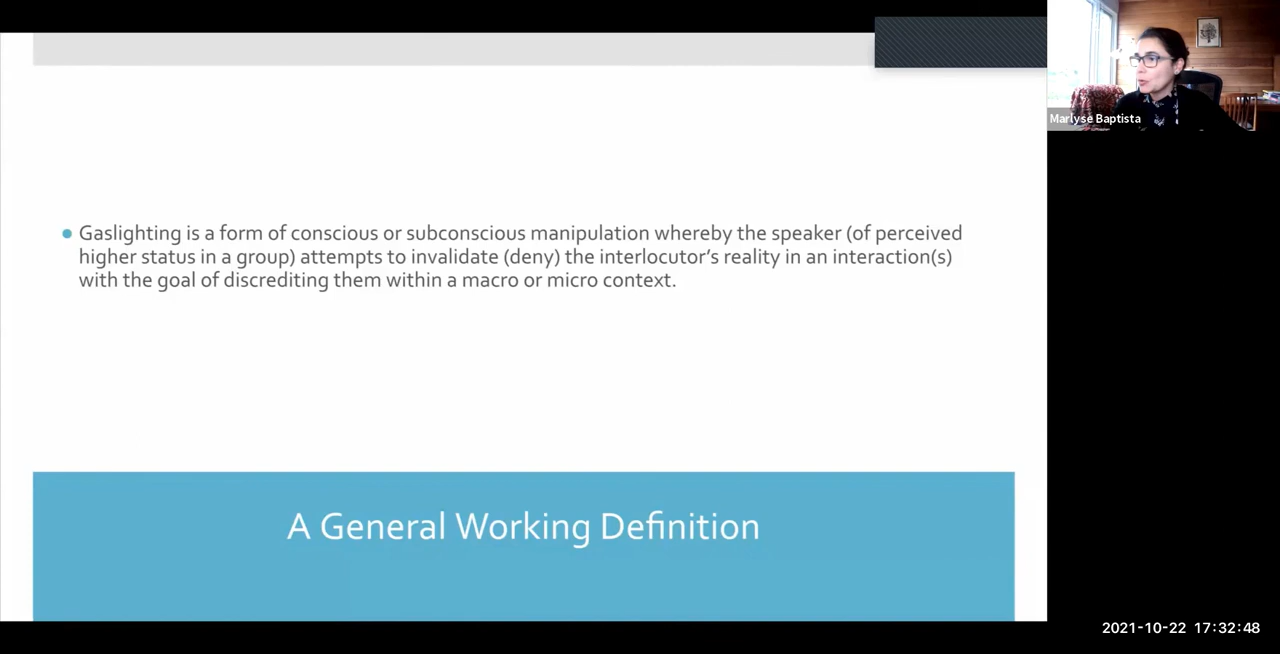 Gaslighting is a form of conscious or subconscious manipulation whereby the speaker (of perceived
higher status in a group) attempts to invalidate (deny) the interlocutor's reality in an interaction(s)
with the goal of discrediting them within a macro or micro context.
A General Working Definition
Marlyse Baptista
2021-10-22 17:32:48